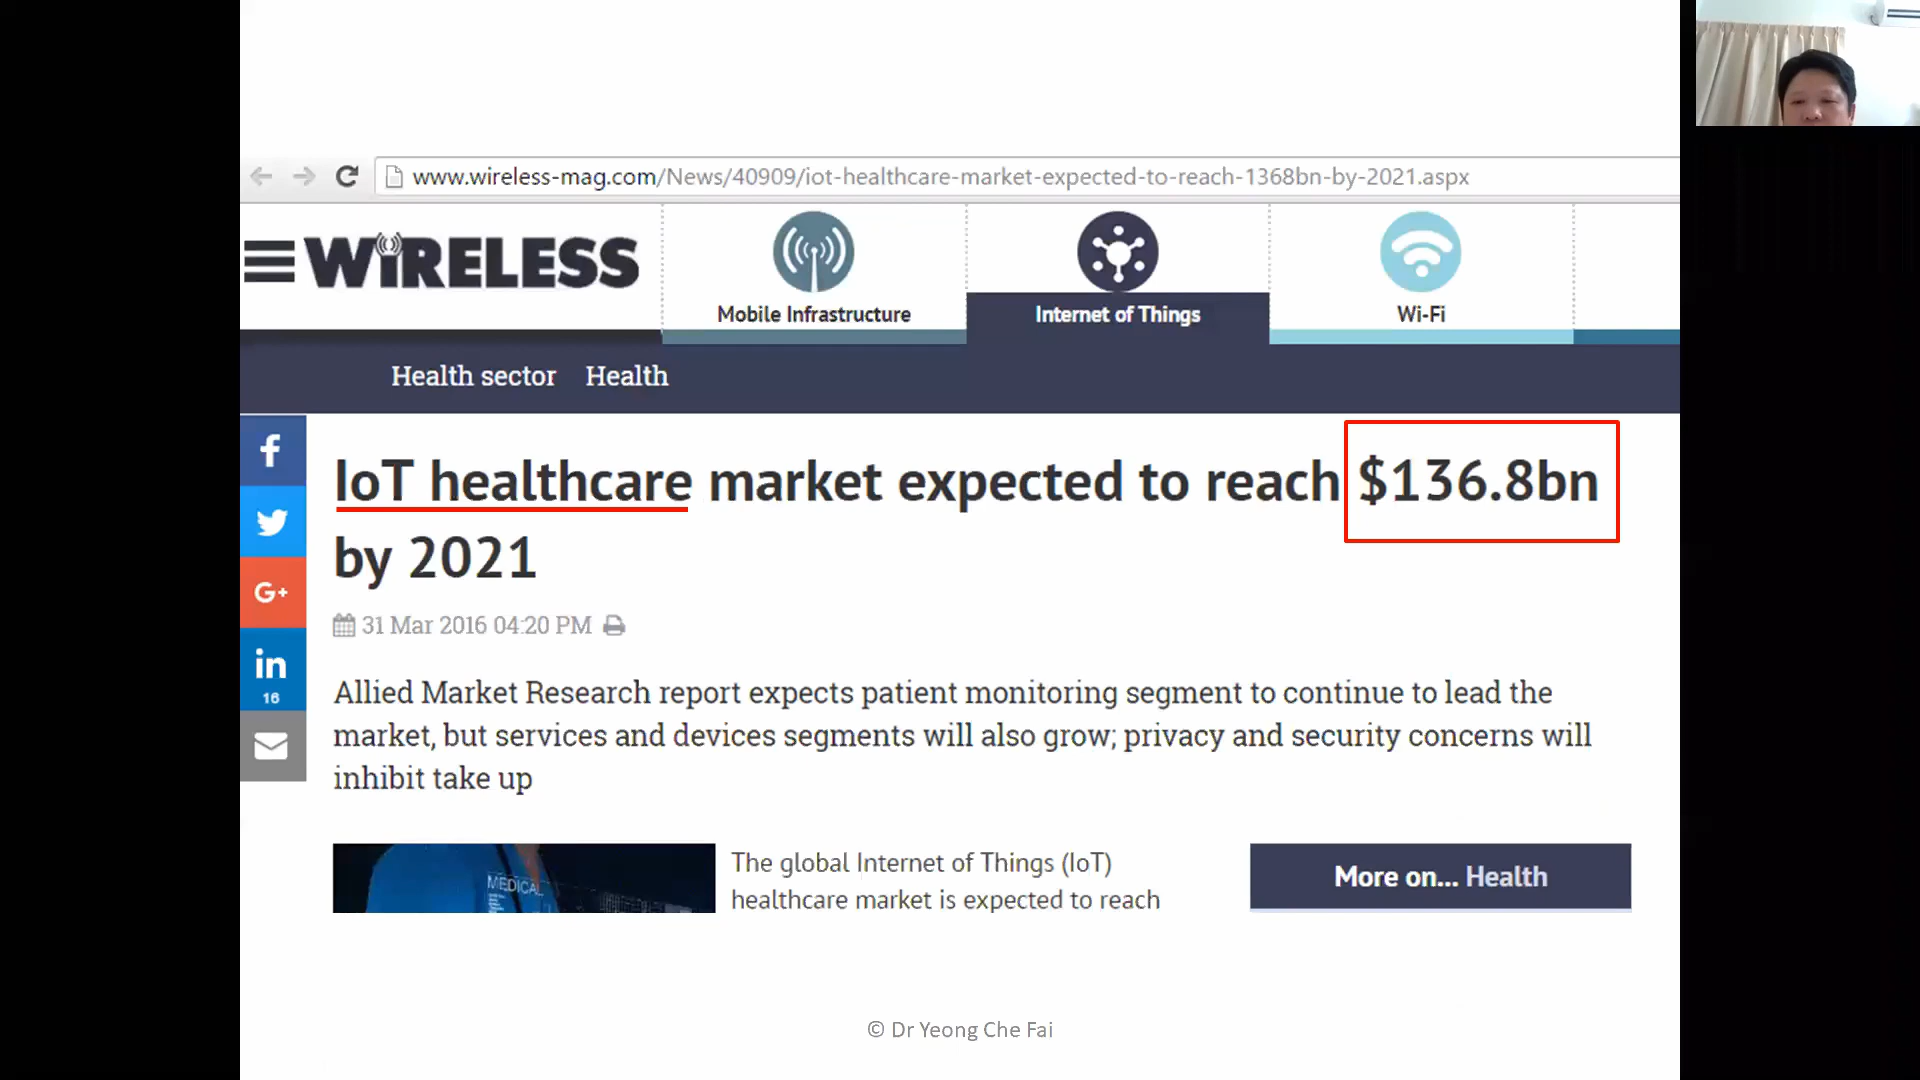 www.wireless-mag.com/News/40909/iot-healthcare-market-expected-to-reach-1368bn-by-2021.aspx
WIRELESS
Mobile Infrastructure
Internet of Things
Wi-Fi
Health sector
Health
IoT healthcare market expected to reach $136.8bn
by 2021
31 Mar 2016 04:20 PM
f
G+
in
16
Allied Market Research report expects patient monitoring segment to continue to lead the
market, but services and devices segments will also grow; privacy and security concerns will
inhibit take up
MEDICAL
The global Internet of Things (IoT)
healthcare market is expected to reach
More on... Health
© Dr Yeong Che Fai